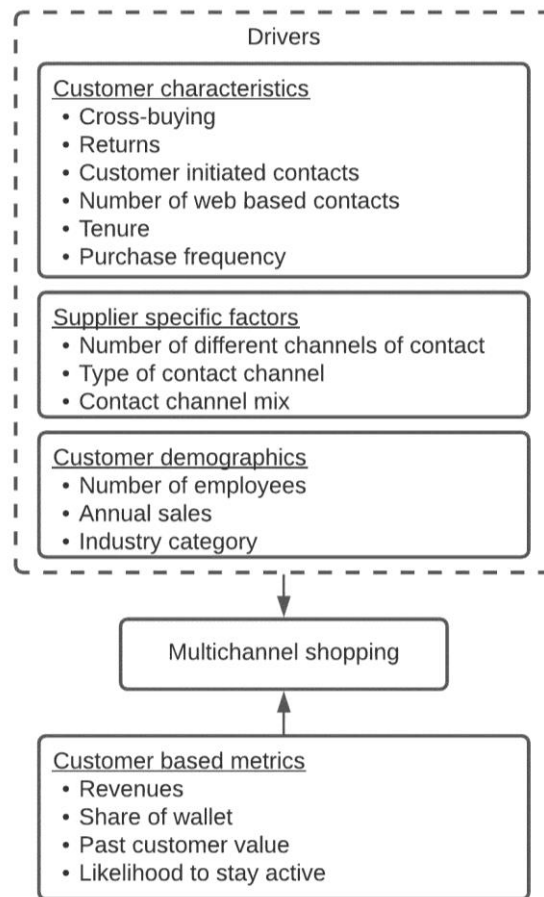 Drivers
Customer characteristics
• Cross-buying
• Returns
• Customer initiated contacts
• Number of web based contacts
• Tenure
• Purchase frequency
Supplier specific factors
• Number of different channels of contact
• Type of contact channel
• Contact channel mix
Customer demographics
• Number of employees
• Annual sales
• Industry category
Multichannel shopping
Customer based metrics
• Revenues
• Share of wallet
• Past customer value
• Likelihood to stay active